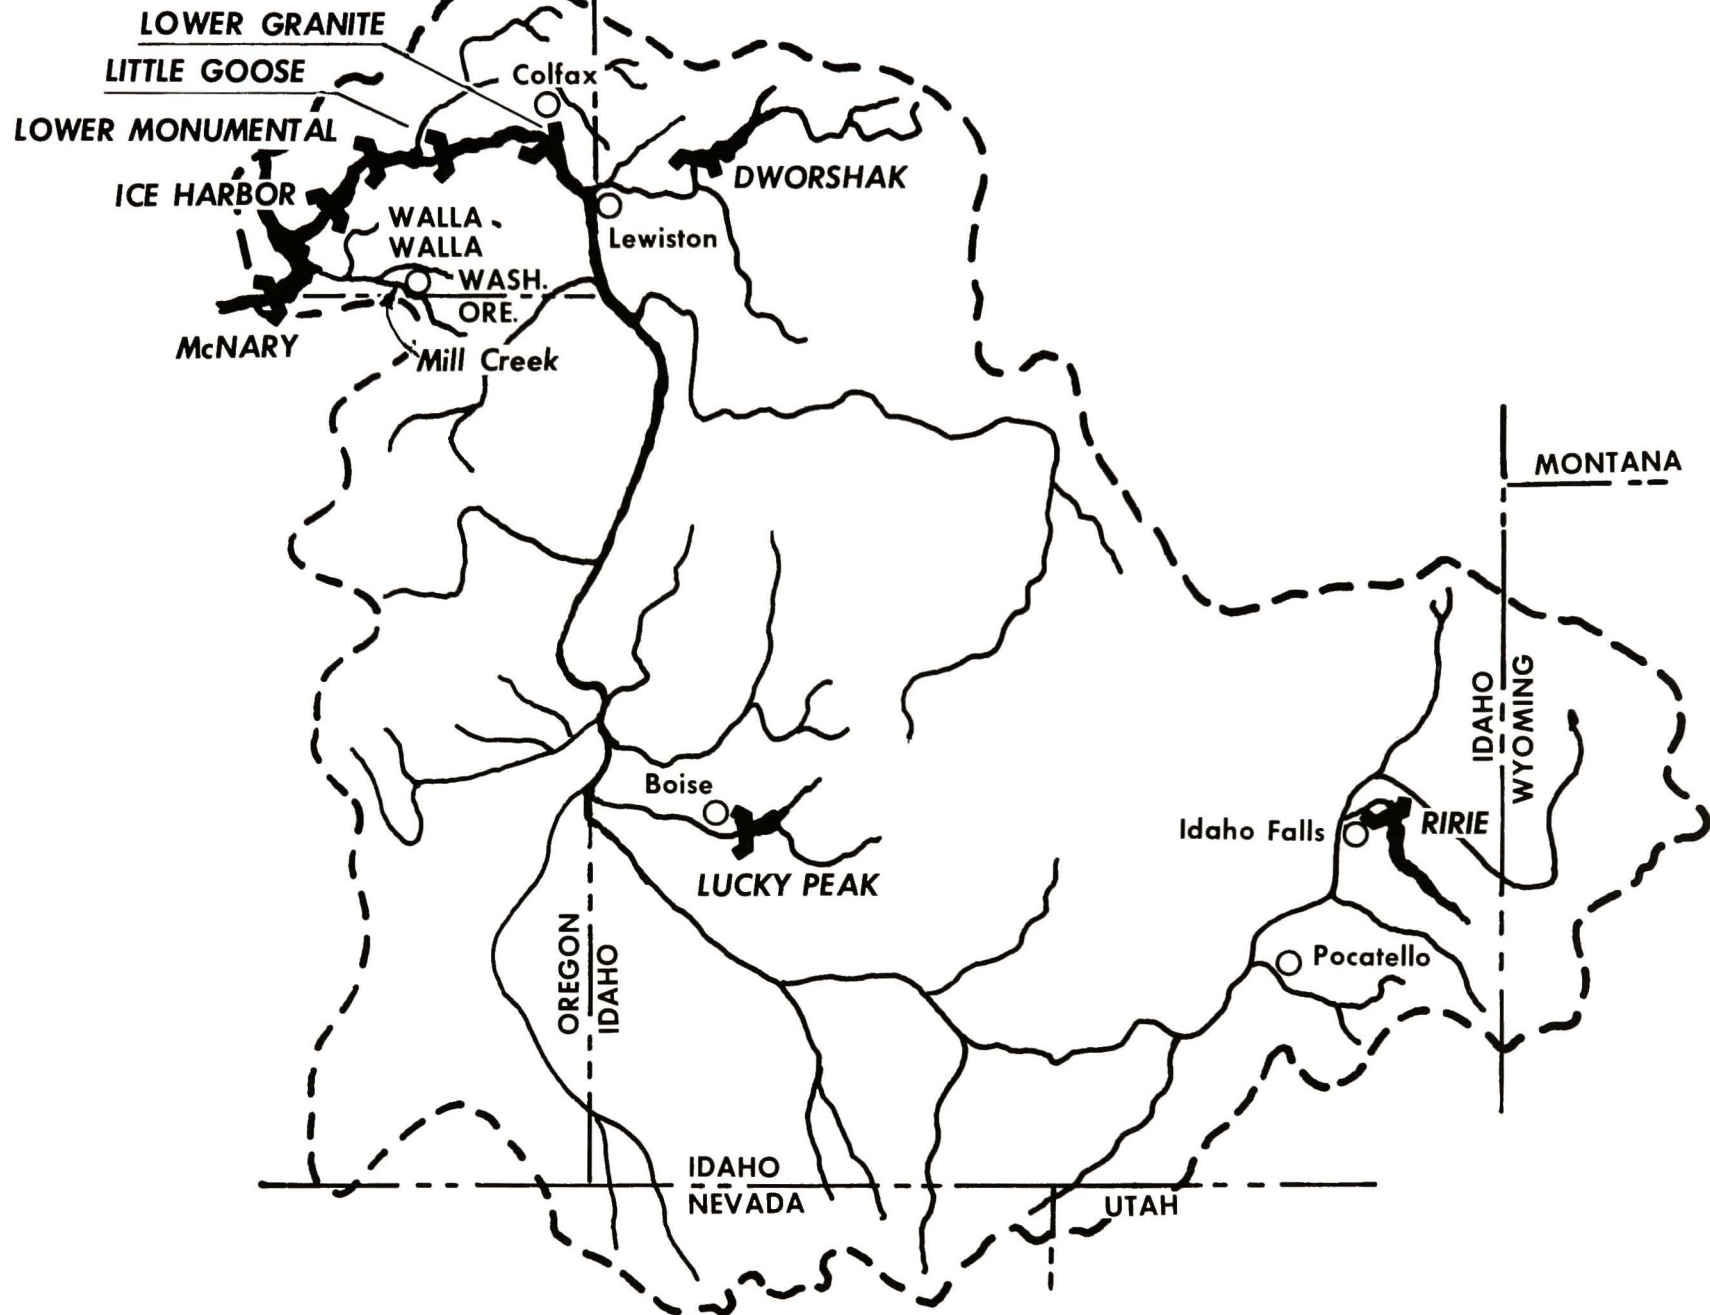 LOWER GRANITE
LITTLE GOOSE
Colfax
LOWER MONUMENTAL
DWORSHAK
ICE HARBOR
WALLA
WALLA
Lewiston
WASH.
ORE.
McNARY
Mill Creek
MONTANA
IDAHO
WYOMING
Boise
Idaho Falls
RIRIE
LUCKY PEAK
OREGON
IDAHO
Pocatello
IDAHO
NEVADA
UTAH